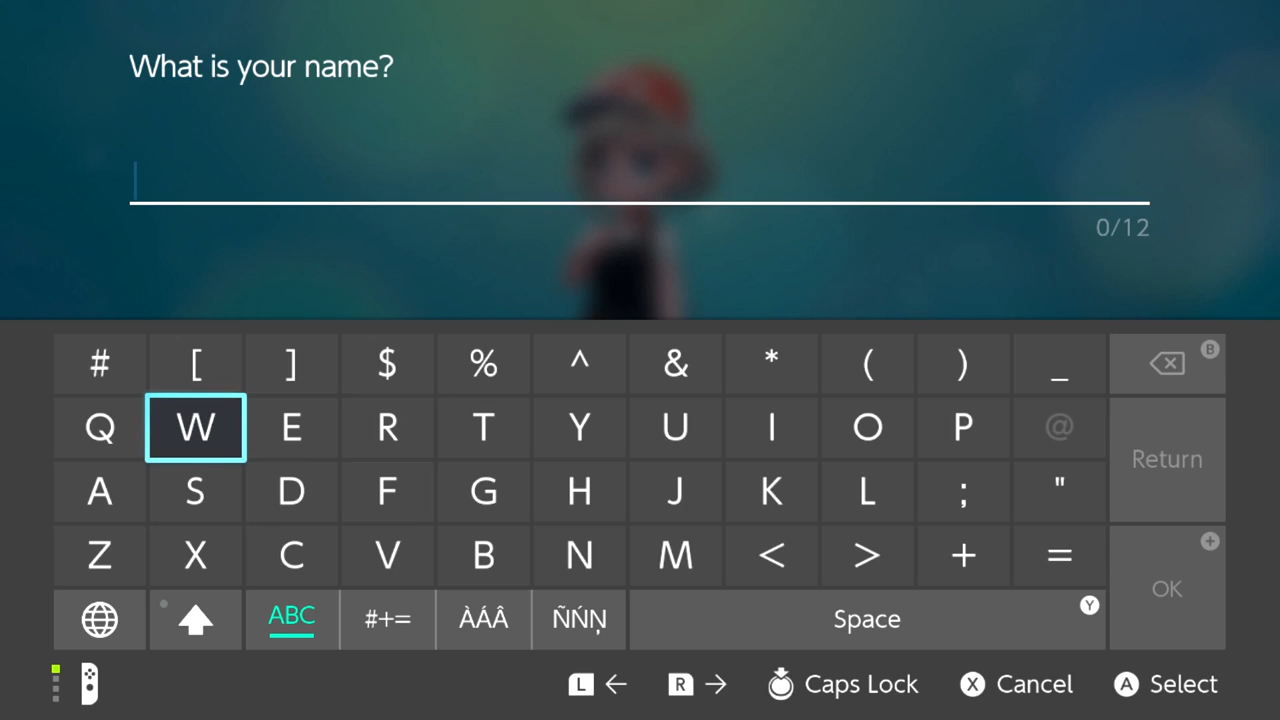 What is your name?
0/12
# [ ] $ % ^ & * ( ) _ B
Q W E R T Y U I O P @ Return
A S D F G H J K L ; "
Z X C V B N M < > + = + OK
ABC #+= ÀÁÂ ÑŃŅ Space Y
L ← R → Caps Lock X Cancel A Select